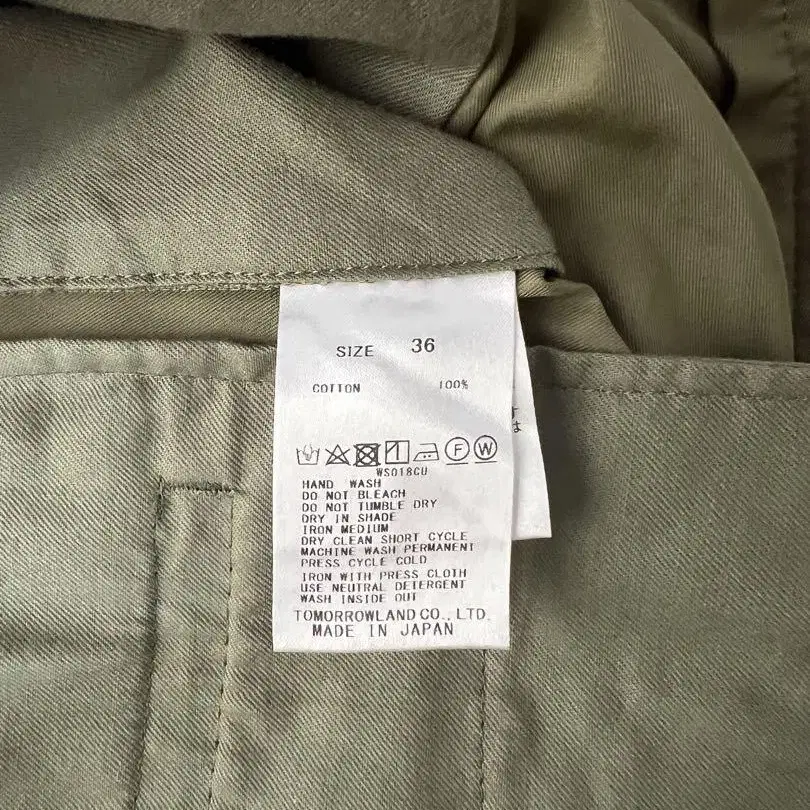 SIZE 36
COTTON 100%
F W
WS018CU
HAND WASH
DO NOT BLEACH
DO NOT TUMBLE DRY
DRY IN SHADE
IRON MEDIUM
DRY CLEAN SHORT CYCLE
MACHINE WASH PERMANENT
PRESS CYCLE COLD
IRON WITH PRESS CLOTH
USE NEUTRAL DETERGENT
WASH INSIDE OUT
TOMORROWLAND CO., LTD.
MADE IN JAPAN